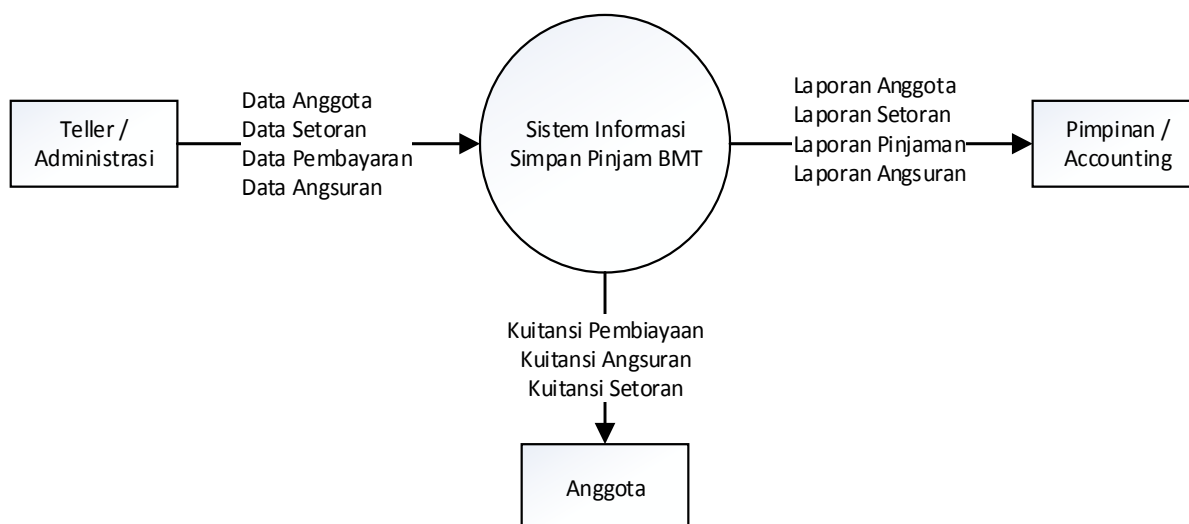 Teller /
Administrasi
Data Anggota
Data Setoran
Data Pembayaran
Data Angsuran
Sistem Informasi
Simpan Pinjam BMT
Laporan Anggota
Laporan Setoran
Laporan Pinjaman
Laporan Angsuran
Pimpinan /
Accounting
Kuitansi Pembiayaan
Kuitansi Angsuran
Kuitansi Setoran
Anggota